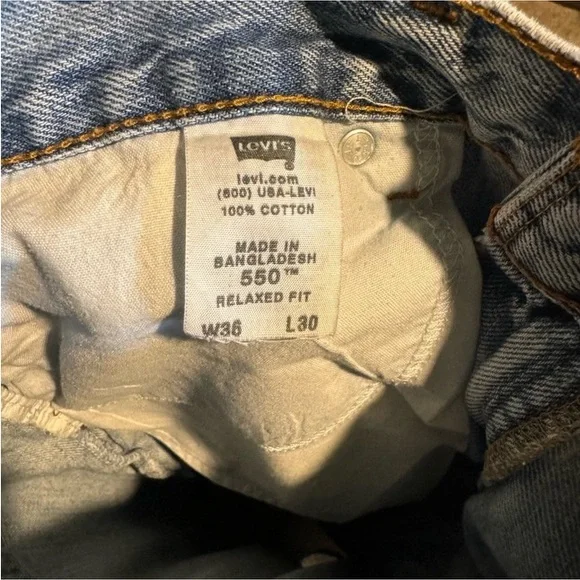 LEVI'S
levi.com
(800) USA-LEVI
100% COTTON
MADE IN
BANGLADESH
550™
RELAXED FIT
W36 L30